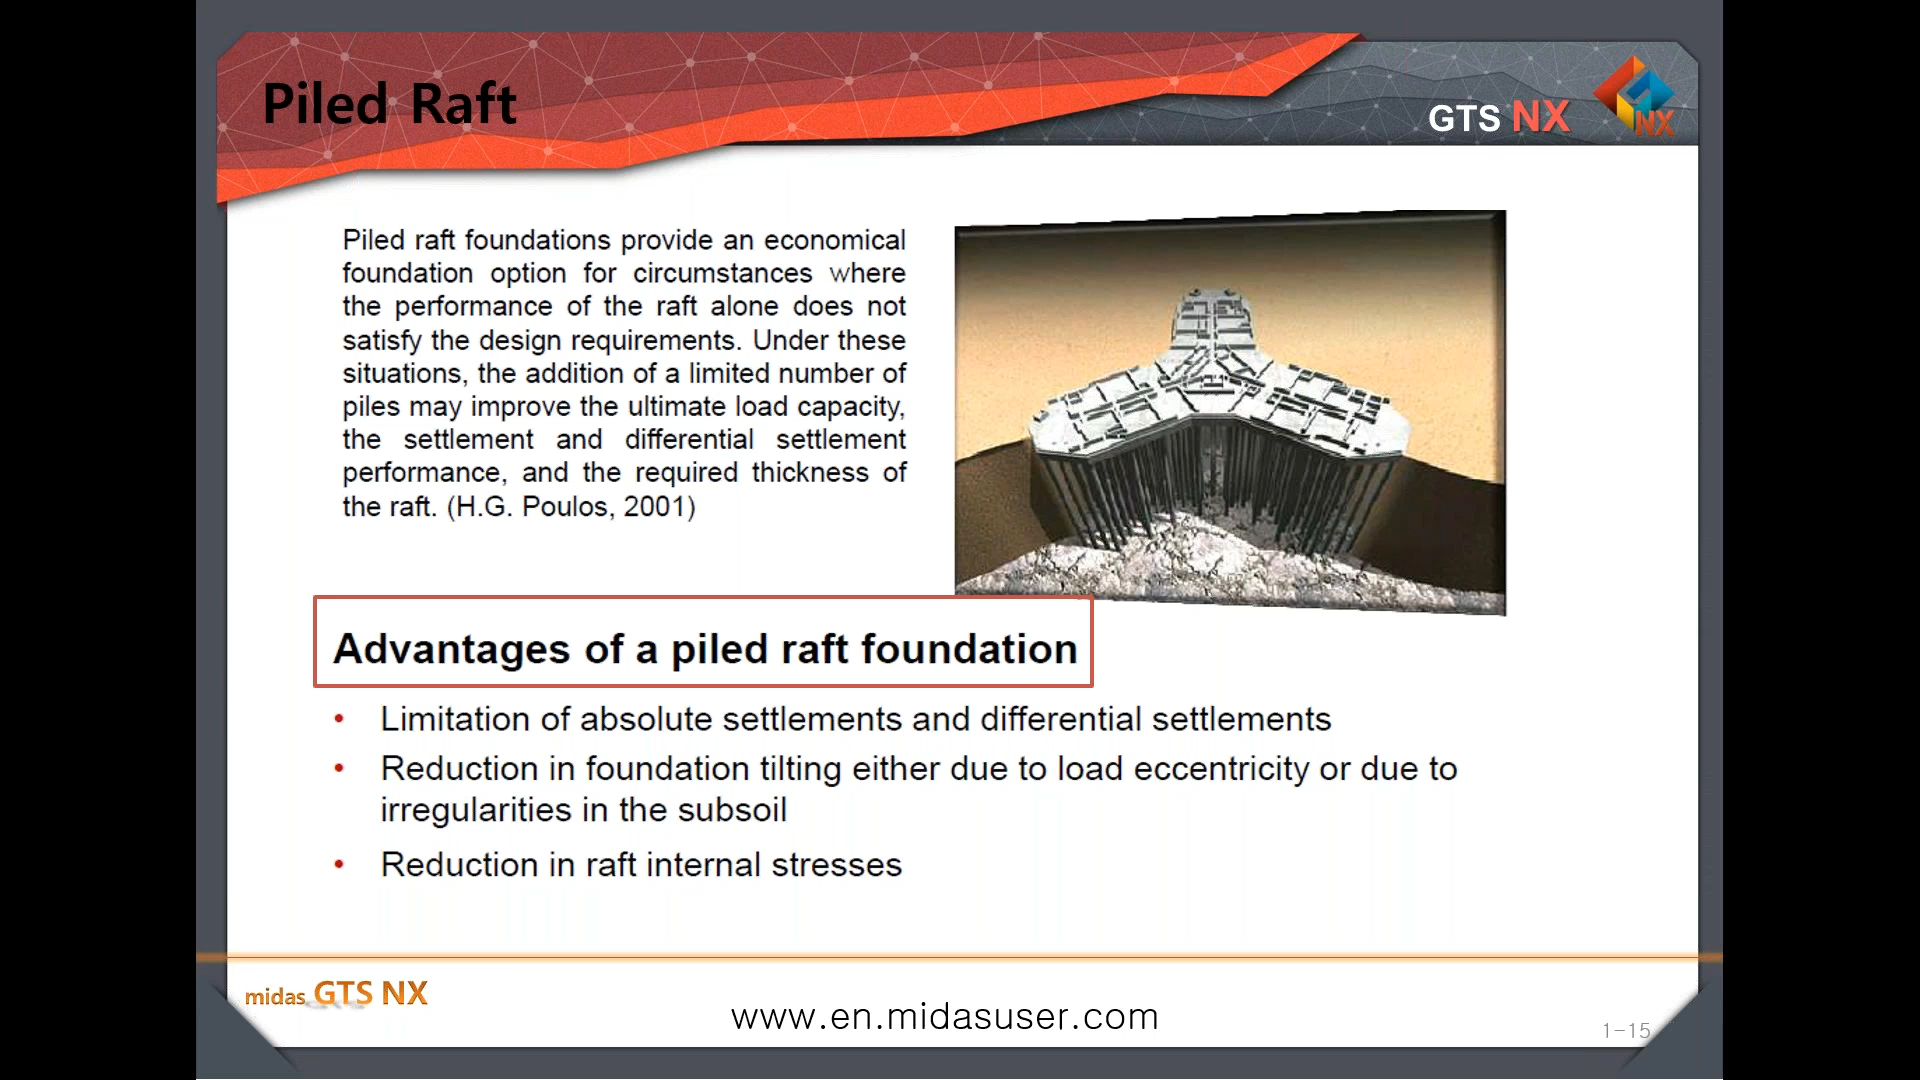 Piled Raft
GTS NX
NX
Piled raft foundations provide an economical
foundation option for circumstances where
the performance of the raft alone does not
satisfy the design requirements. Under these
situations, the addition of a limited number of
piles may improve the ultimate load capacity,
the settlement and differential settlement
performance, and the required thickness of
the raft. (H.G. Poulos, 2001)
Advantages of a piled raft foundation
• Limitation of absolute settlements and differential settlements
• Reduction in foundation tilting either due to load eccentricity or due to
irregularities in the subsoil
• Reduction in raft internal stresses
midas GTS NX
www.en.midasuser.com
1-15